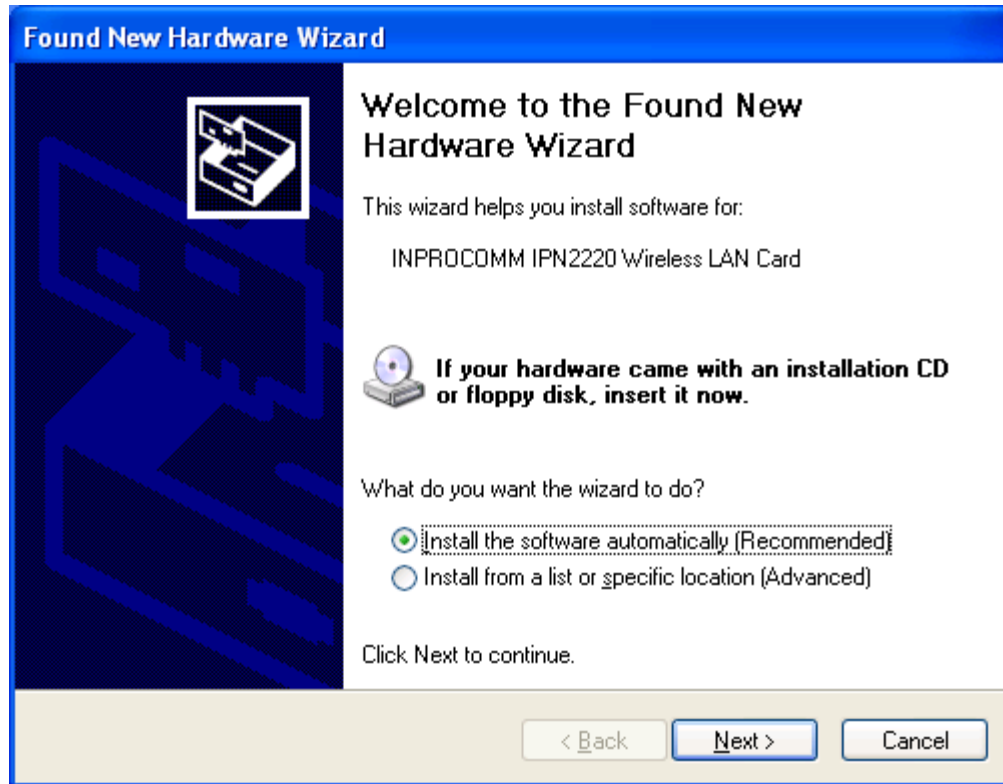 Found New Hardware Wizard
Welcome to the Found New
Hardware Wizard
This wizard helps you install software for:
INPROCOMM IPN2220 Wireless LAN Card
If your hardware came with an installation CD
or floppy disk, insert it now.
What do you want the wizard to do?
Install the software automatically (Recommended)
Install from a list or specific location (Advanced)
Click Next to continue.
< Back Next > Cancel